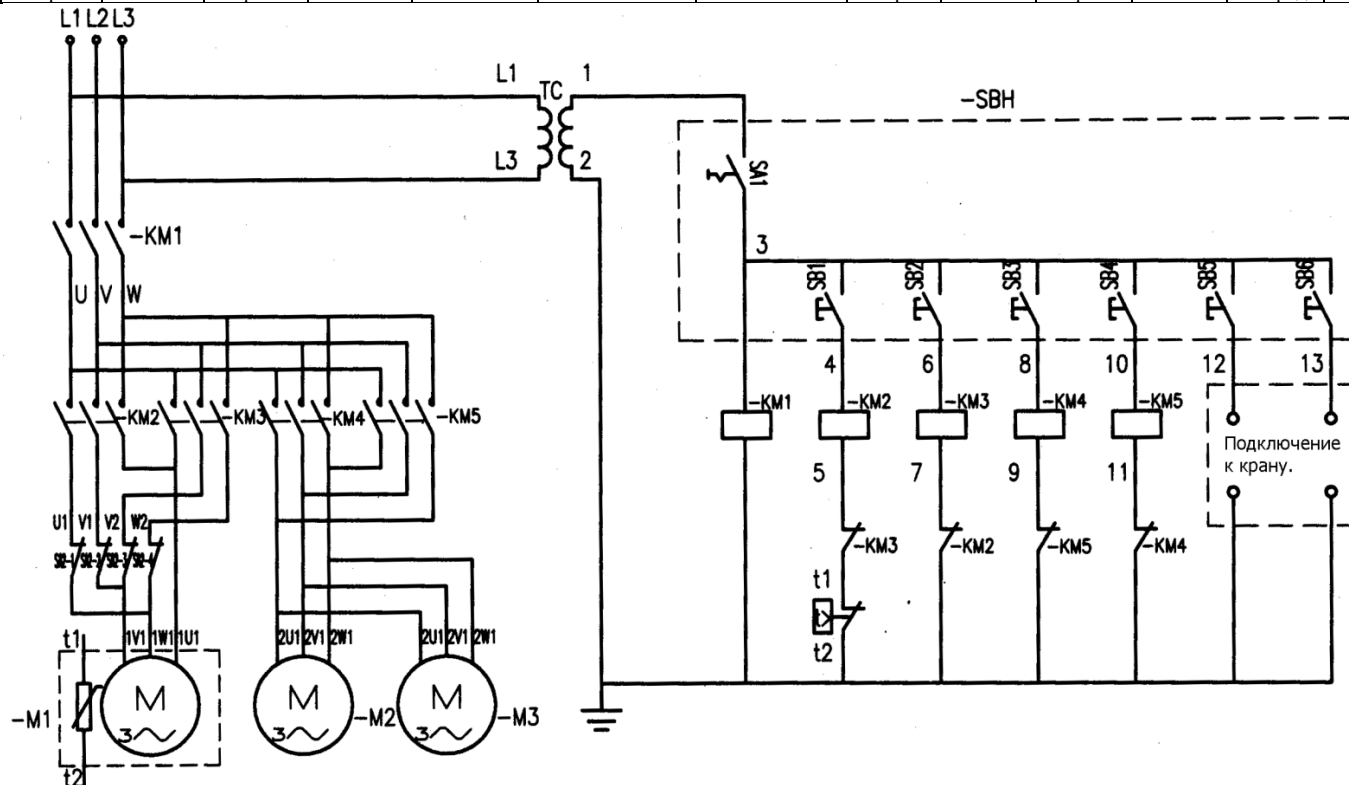 L1 L2 L3
L1 TC 1
L3 2
-SBH
SA1
-KM1
3
U V W
SB1 SB2 SB3 SB4 SB5 SB6
4 6 8 10 12 13
-KM2 -KM3 -KM4 -KM5
-KM1 -KM2 -KM3 -KM4 -KM5
Подключение
к крану.
5 7 9 11
U1 V1 V2 W2
-KM3 -KM2 -KM5 -KM4
t1
t2
t1
1V1 1W1 1U1 2U1 2V1 2W1 2U1 2V1 2W1
M M M
3 3 3
-M1 -M2 -M3
t2